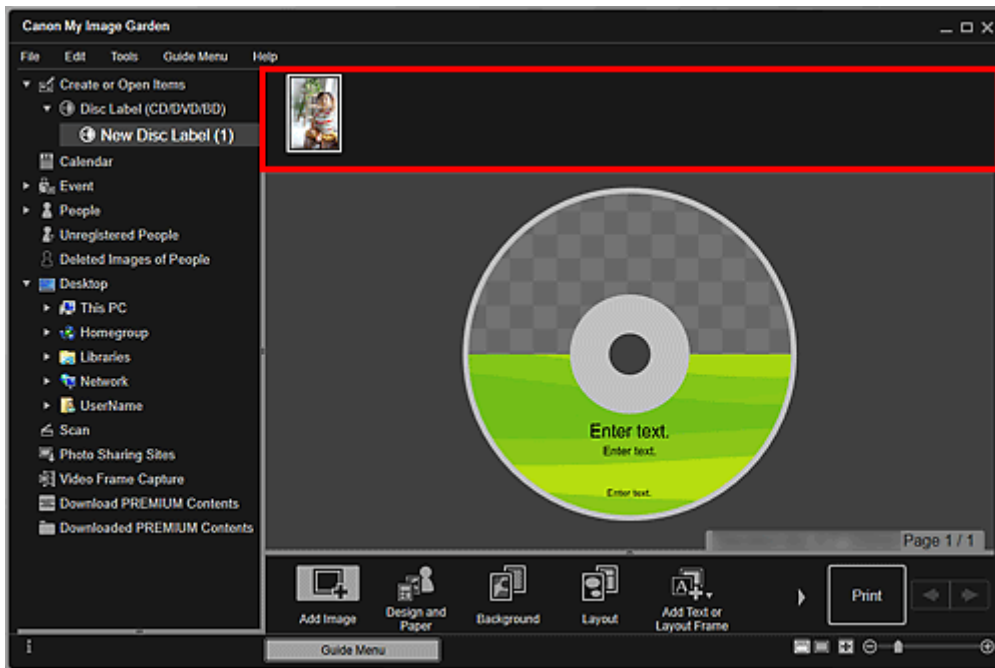 Canon My Image Garden
File Edit Tools Guide Menu Help
Create or Open Items
Disc Label (CD/DVD/BD)
New Disc Label (1)
Calendar
Event
People
Unregistered People
Deleted Images of People
Desktop
This PC
Homegroup
Libraries
Network
UserName
Scan
Photo Sharing Sites
Video Frame Capture
Download PREMIUM Contents
Downloaded PREMIUM Contents
Enter text.
Enter text.
Enter text.
Page 1 / 1
Add Image
Design and
Paper
Background
Layout
Add Text or
Layout Frame
Print
Guide Menu